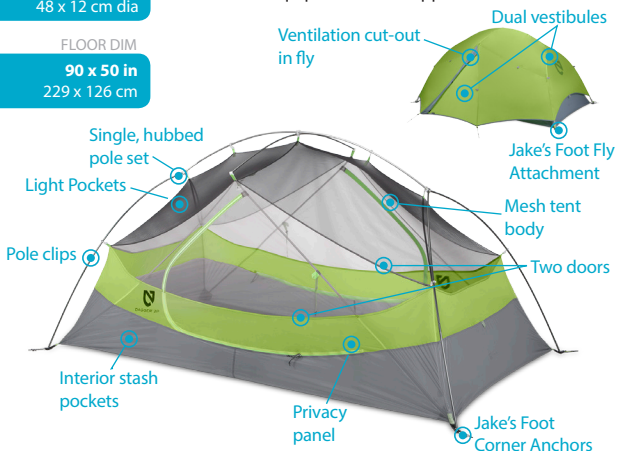 48 x 12 cm dia
FLOOR DIM
90 x 50 in
229 x 126 cm
Ventilation cut-out
in fly
Dual vestibules
Jake's Foot Fly
Attachment
Single, hubbed
pole set
Light Pockets
Pole clips
Mesh tent
body
Two doors
Interior stash
pockets
Privacy
panel
Jake's Foot
Corner Anchors